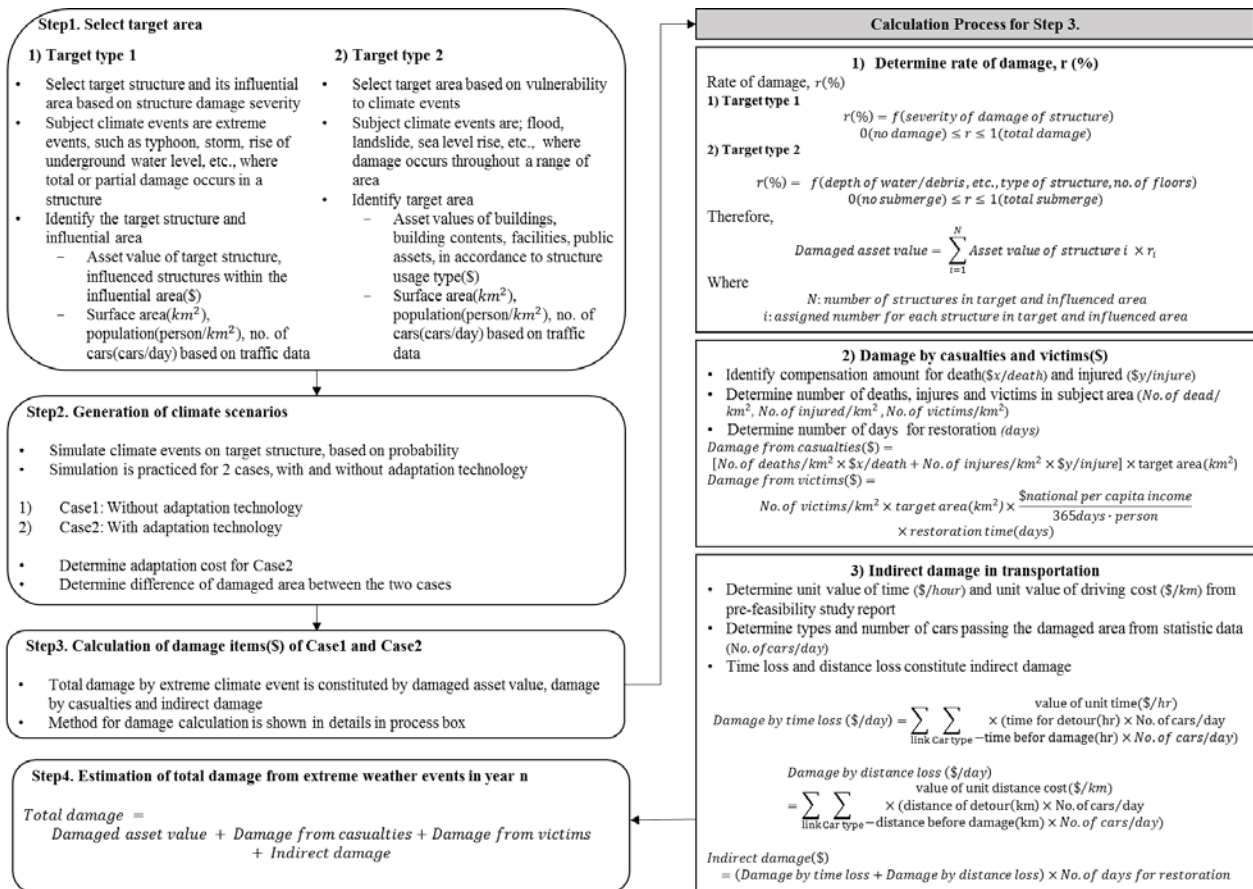 Step1. Select target area
1) Target type 1
• Select target structure and its influential
area based on structure damage severity
• Subject climate events are extreme
events, such as typhoon, storm, rise of
underground water level, etc., where
total or partial damage occurs in a
structure
• Identify the target structure and
influential area
− Asset value of target structure,
influenced structures within the
influential area($)
− Surface area(km²),
population(person/km²), no. of
cars(cars/day) based on traffic data
2) Target type 2
• Select target area based on vulnerability
to climate events
• Subject climate events are; flood,
landslide, sea level rise, etc., where
damage occurs throughout a range of
area
• Identify target area
− Asset values of buildings,
building contents, facilities, public
assets, in accordance to structure
usage type($)
− Surface area(km²),
population(person/km²), no. of
cars(cars/day) based on traffic
data
Step2. Generation of climate scenarios
• Simulate climate events on target structure, based on probability
• Simulation is practiced for 2 cases, with and without adaptation technology
1) Case1: Without adaptation technology
2) Case2: With adaptation technology
• Determine adaptation cost for Case2
• Determine difference of damaged area between the two cases
Step3. Calculation of damage items($) of Case1 and Case2
• Total damage by extreme climate event is constituted by damaged asset value, damage
by casualties and indirect damage
• Method for damage calculation is shown in details in process box
Step4. Estimation of total damage from extreme weather events in year n
Total damage =
Damaged asset value + Damage from casualties + Damage from victims
+ Indirect damage
Calculation Process for Step 3.
1) Determine rate of damage, r (%)
Rate of damage, r(%)
1) Target type 1
r(%) = f(severity of damage of structure)
0(no damage) ≤ r ≤ 1(total damage)
2) Target type 2
r(%) = f(depth of water/debris, etc., type of structure, no. of floors)
0(no submerge) ≤ r ≤ 1(total submerge)
Therefore,
Damaged asset value = ∑ᵢ₌₁ᴺ Asset value of structure i × rᵢ
Where
N: number of structures in target and influenced area
i: assigned number for each structure in target and influenced area
2) Damage by casualties and victims($)
• Identify compensation amount for death($x/death) and injured ($y/injure)
• Determine number of deaths, injures and victims in subject area (No. of dead/
km², No. of injured/km², No. of victims/km²)
• Determine number of days for restoration (days)
Damage from casualties($) =
[No. of deaths/km² × $x/death + No. of injures/km² × $y/injure] × target area(km²)
Damage from victims($) =
No. of victims/km² × target area(km²) × $national per capita income
365days · person
× restoration time(days)
3) Indirect damage in transportation
• Determine unit value of time ($/hour) and unit value of driving cost ($/km) from
pre-feasibility study report
• Determine types and number of cars passing the damaged area from statistic data
(No. of cars/day)
• Time loss and distance loss constitute indirect damage
value of unit time($/hr)
Damage by time loss ($/day) = ∑ ∑ × (time for detour(hr) × No. of cars/day
link Car type −time befor damage(hr) × No. of cars/day)
Damage by distance loss ($/day)
value of unit distance cost($/km)
= ∑ ∑ × (distance of detour(km) × No. of cars/day
link Car type −distance before damage(km) × No. of cars/day)
Indirect damage($)
= (Damage by time loss + Damage by distance loss) × No. of days for restoration